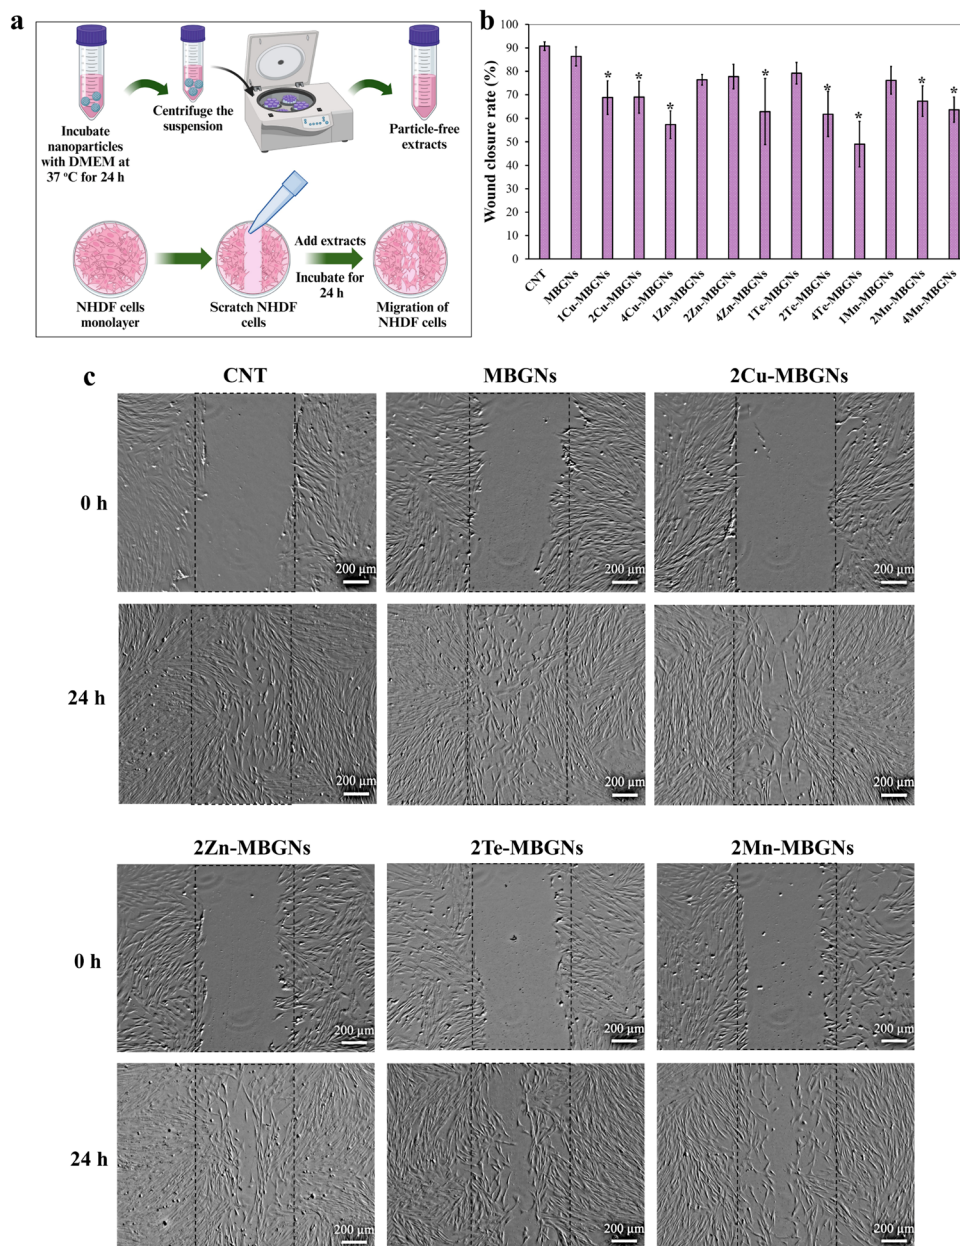 a
Incubate
nanoparticles
with DMEM at
37 °C for 24 h
Centrifuge the
suspension
Particle-free
extracts
NHDF cells
monolayer
Scratch NHDF
cells
Add extracts
Incubate for
24 h
Migration of
NHDF cells
b
Wound closure rate (%)
100
90
80
70
60
50
40
30
20
10
0
* * * * * * * *
CNT
MBGNs
1Cu-MBGNs
2Cu-MBGNs
4Cu-MBGNs
1Zn-MBGNs
2Zn-MBGNs
4Zn-MBGNs
1Te-MBGNs
2Te-MBGNs
4Te-MBGNs
1Mn-MBGNs
2Mn-MBGNs
4Mn-MBGNs
c
CNT MBGNs 2Cu-MBGNs
0 h
200 µm 200 µm 200 µm
24 h
200 µm 200 µm 200 µm
2Zn-MBGNs 2Te-MBGNs 2Mn-MBGNs
0 h
200 µm 200 µm 200 µm
24 h
200 µm 200 µm 200 µm